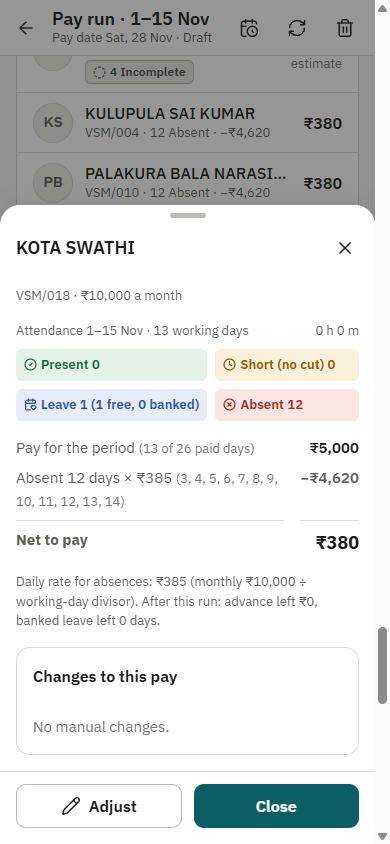 Pay run · 1–15 Nov
Pay date Sat, 28 Nov · Draft
4 Incomplete
estimate
KS
KULUPULA SAI KUMAR
VSM/004 · 12 Absent · −₹4,620
₹380
PB
PALAKURA BALA NARASI...
VSM/010 · 12 Absent · −₹4,620
₹380
KOTA SWATHI
VSM/018 · ₹10,000 a month
Attendance 1–15 Nov · 13 working days
0 h 0 m
Present 0
Short (no cut) 0
Leave 1 (1 free, 0 banked)
Absent 12
Pay for the period (13 of 26 paid days)
₹5,000
Absent 12 days × ₹385 (3, 4, 5, 6, 7, 8, 9,
10, 11, 12, 13, 14)
−₹4,620
Net to pay
₹380
Daily rate for absences: ₹385 (monthly ₹10,000 ÷
working-day divisor). After this run: advance left ₹0,
banked leave left 0 days.
Changes to this pay
No manual changes.
Adjust
Close